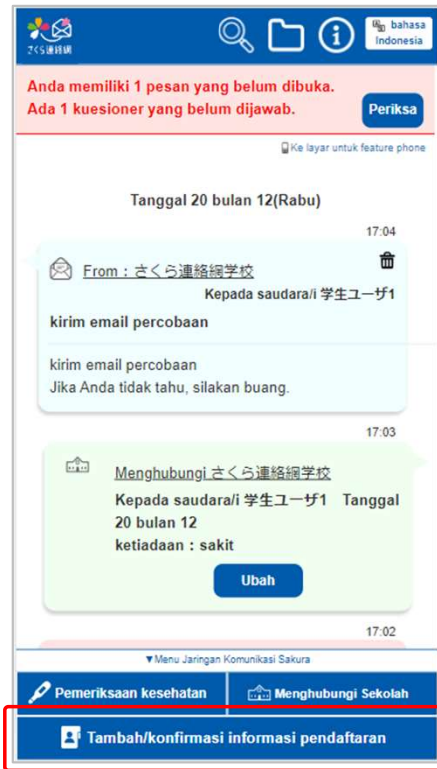 さくら連絡網
bahasa
Indonesia
Anda memiliki 1 pesan yang belum dibuka.
Ada 1 kuesioner yang belum dijawab.
Periksa
Ke layar untuk feature phone
Tanggal 20 bulan 12(Rabu)
17:04
From : さくら連絡網学校
Kepada saudara/i 学生ユーザ1
kirim email percobaan
kirim email percobaan
Jika Anda tidak tahu, silakan buang.
17:03
Menghubungi さくら連絡網学校
Kepada saudara/i 学生ユーザ1 Tanggal
20 bulan 12
ketiadaan : sakit
Ubah
17:02
▼Menu Jaringan Komunikasi Sakura
Pemeriksaan kesehatan
Menghubungi Sekolah
Tambah/konfirmasi informasi pendaftaran